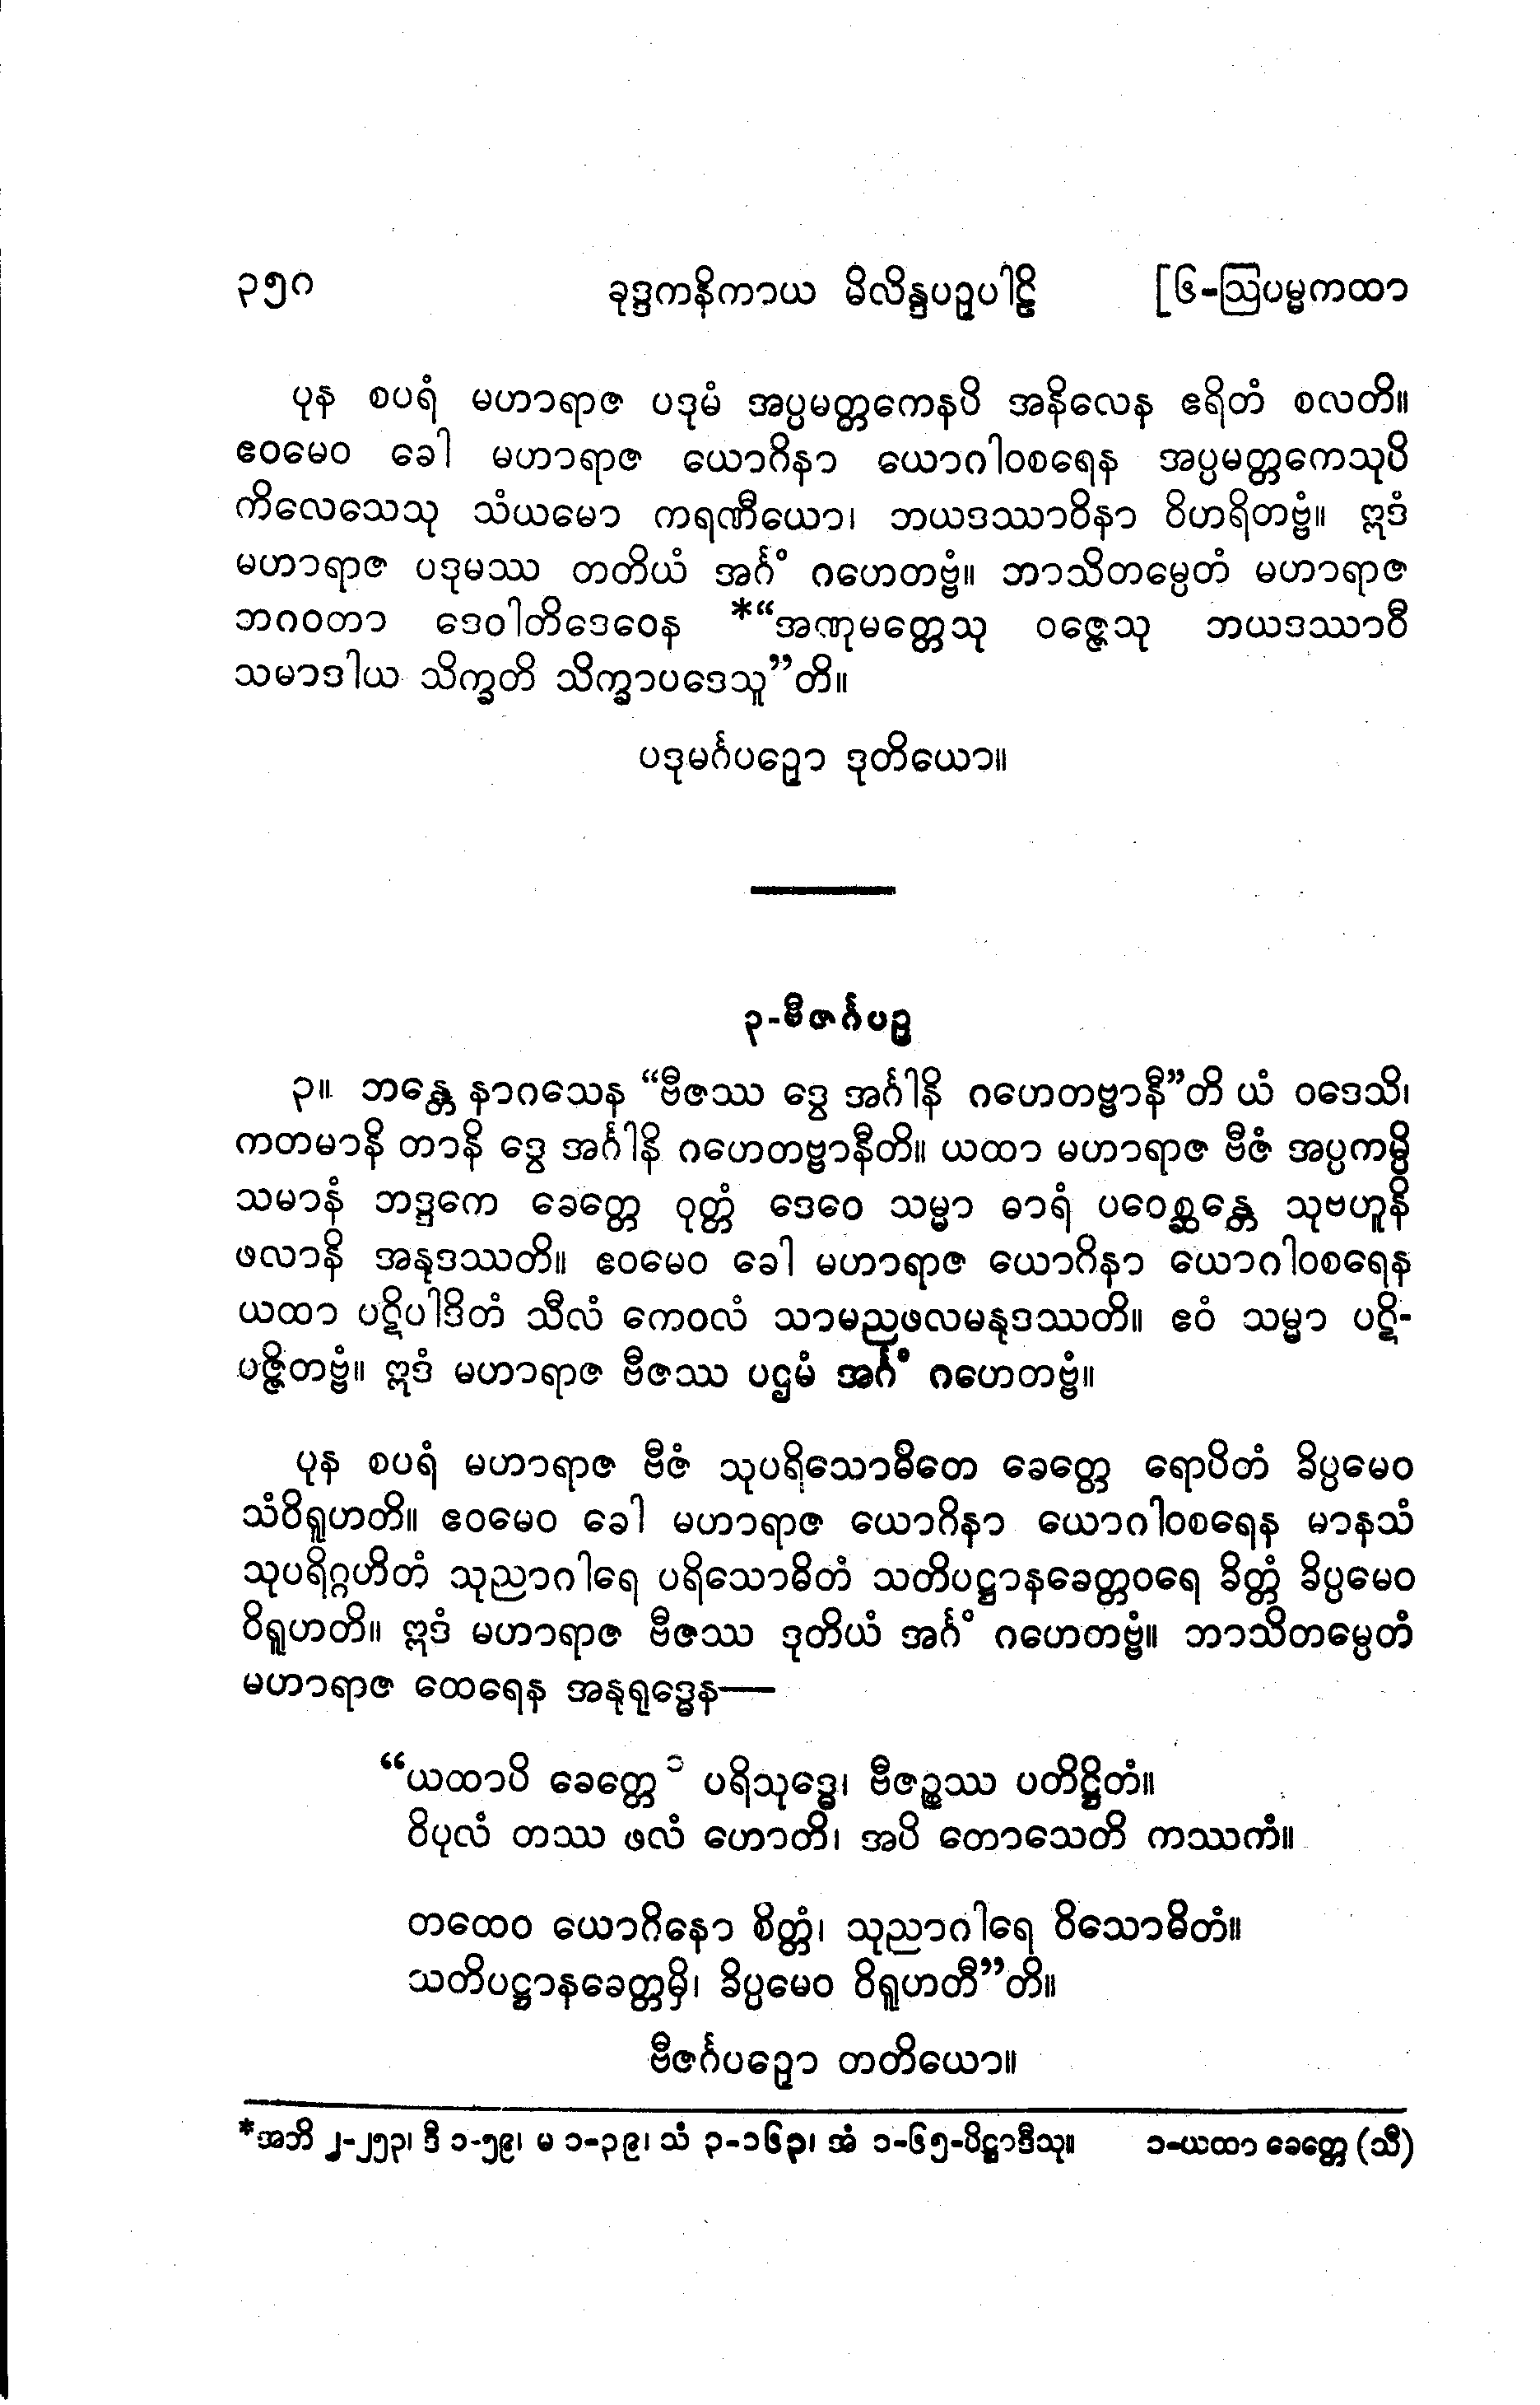 ၃၅၀ ခုဒ္ဒကနိကာယ မိလိန္ဒပဉှပါဠိ [၆-ဩပမ္မကထာ
ပုန စပရံ မဟာရာဇ ပဒုမံ အပ္ပမတ္တကေနပိ အနိလေန ဧရိတံ စလတိ။
ဧဝမေဝ ခေါ မဟာရာဇ ယောဂိနာ ယောဂါဝစရေန အပ္ပမတ္တကေသုပိ
ကိလေသေသု သံယမော ကရဏီယော၊ ဘယဒဿာဝိနာ ဝိဟရိတဗ္ဗံ။ ဣဒံ
မဟာရာဇ ပဒုမဿ တတိယံ အင်္ဂံ ဂဟေတဗ္ဗံ။ ဘာသိတမ္ပေတံ မဟာရာဇ
ဘဂဝတာ ဒေဝါတိဒေဝေန *“အဏုမတ္တေသု ဝဇ္ဇေသု ဘယဒဿာဝီ
သမာဒါယ သိက္ခတိ သိက္ခာပဒေသူ”တိ။
ပဒုမင်္ဂပဉှော ဒုတိယော။
၃-ဗီဇင်္ဂပဉှ
၃။ ဘန္တေ နာဂသေန “ဗီဇဿ ဒွေ အင်္ဂါနိ ဂဟေတဗ္ဗာနီ”တိ ယံ ဝဒေသိ၊
ကတမာနိ တာနိ ဒွေ အင်္ဂါနိ ဂဟေတဗ္ဗာနီတိ။ ယထာ မဟာရာဇ ဗီဇံ အပ္ပကမ္ပိ
သမာနံ ဘဒ္ဒကေ ခေတ္တေ ဝုတ္တံ ဒေဝေ သမ္မာ ဓာရံ ပဝေစ္ဆန္တေ သုဗဟူနိ
ဖလာနိ အနုဒဿတိ။ ဧဝမေဝ ခေါ မဟာရာဇ ယောဂိနာ ယောဂါဝစရေန
ယထာ ပဋိပါဒိတံ သီလံ ကေဝလံ သာမညဖလမနုဒဿတိ။ ဧဝံ သမ္မာ ပဋိ-
ပဇ္ဇိတဗ္ဗံ။ ဣဒံ မဟာရာဇ ဗီဇဿ ပဌမံ အင်္ဂံ ဂဟေတဗ္ဗံ။
ပုန စပရံ မဟာရာဇ ဗီဇံ သုပရိသောဓိတေ ခေတ္တေ ရောပိတံ ခိပ္ပမေဝ
သံဝိရူဟတိ။ ဧဝမေဝ ခေါ မဟာရာဇ ယောဂိနာ ယောဂါဝစရေန မာနသံ
သုပရိဂ္ဂဟိတံ သုညာဂါရေ ပရိသောဓိတံ သတိပဋ္ဌာနခေတ္တဝရေ ခိတ္တံ ခိပ္ပမေဝ
ဝိရူဟတိ။ ဣဒံ မဟာရာဇ ဗီဇဿ ဒုတိယံ အင်္ဂံ ဂဟေတဗ္ဗံ။ ဘာသိတမ္ပေတံ
မဟာရာဇ ထေရေန အနုရုဒ္ဓေန—
“ယထာပိ ခေတ္တေ ၁ ပရိသုဒ္ဓေ၊ ဗီဇဉ္စဿ ပတိဋ္ဌိတံ။
ဝိပုလံ တဿ ဖလံ ဟောတိ၊ အပိ တောသေတိ ကဿကံ။
တထေဝ ယောဂိနော စိတ္တံ၊ သုညာဂါရေ ဝိသောဓိတံ။
သတိပဋ္ဌာနခေတ္တမှိ၊ ခိပ္ပမေဝ ဝိရူဟတီ”တိ။
ဗီဇင်္ဂပဉှော တတိယော။
*အဘိ ၂-၂၅၃၊ ဒီ ၁-၅၉၊ မ ၁-၃၉၊ သံ ၃-၁၆၃၊ အံ ၁-၆၅-ပိဋ္ဌာဒီသု။ ၁-ယထာ ခေတ္တေ (သီ)